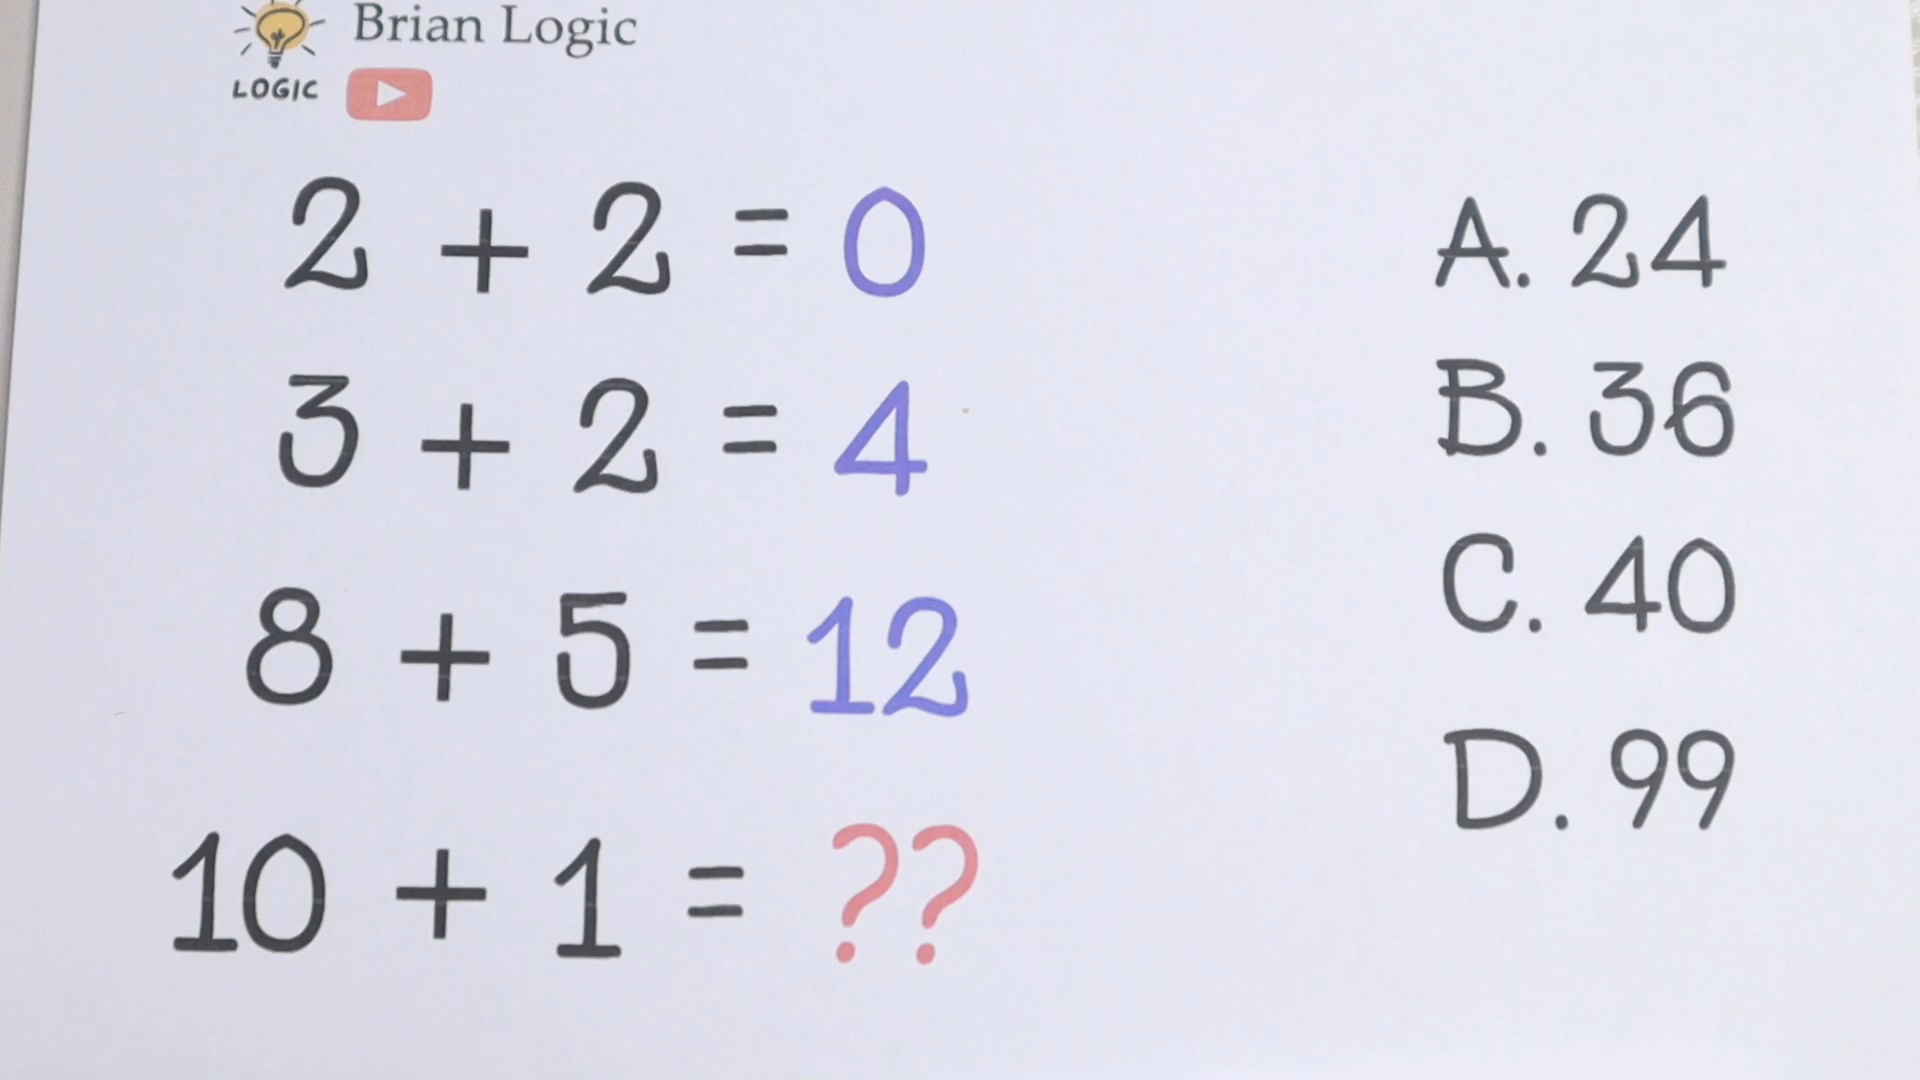 Brian Logic
LOGIC
2 + 2 = 0
3 + 2 = 4
8 + 5 = 12
10 + 1 = ??
A. 24
B. 36
C. 40
D. 99